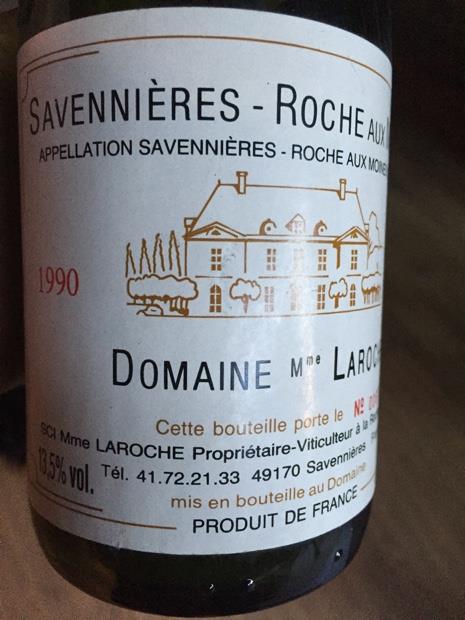 SAVENNIÈRES - ROCHE AUX
APPELLATION SAVENNIÈRES - ROCHE AUX MOINES
1990
DOMAINE Mme LAROCHE
Cette bouteille porte le Nº
SCI Mme LAROCHE Propriétaire-Viticulteur à la
13,5% vol. Tél. 41.72.21.33 49170 Savennières
mis en bouteille au Domaine
PRODUIT DE FRANCE